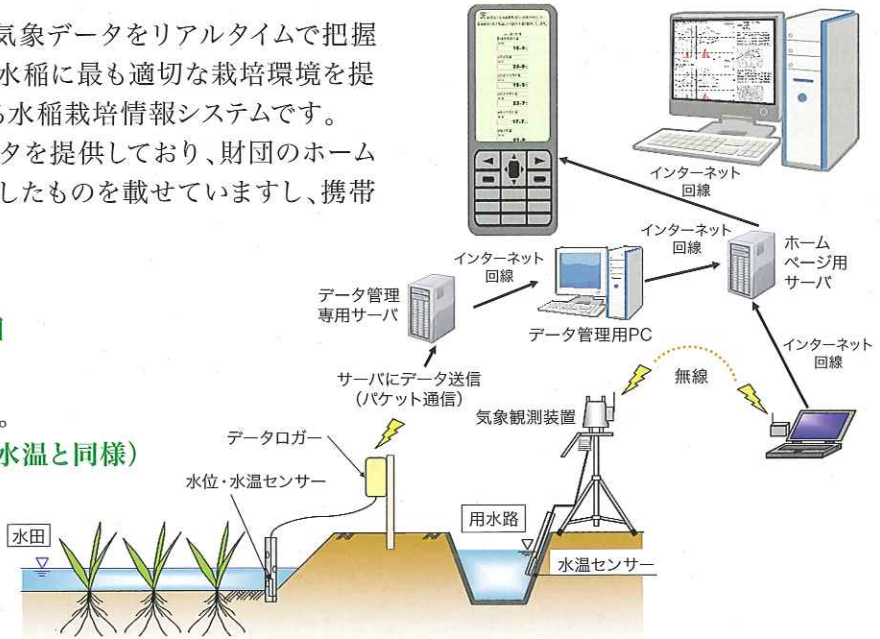 気象データをリアルタイムで把握
水稲に最も適切な栽培環境を提
る水稲栽培情報システムです。
タを提供しており、財団のホーム
したものを載せていますし、携帯
インターネット
回線
インターネット
回線
ホーム
ページ用
サーバ
インターネット
回線
データ管理
専用サーバ
データ管理用PC
インターネット
回線
サーバにデータ送信
(パケット通信)
無線
気象観測装置
。
水温と同様)
データロガー
水位・水温センサー
用水路
水田
水温センサー